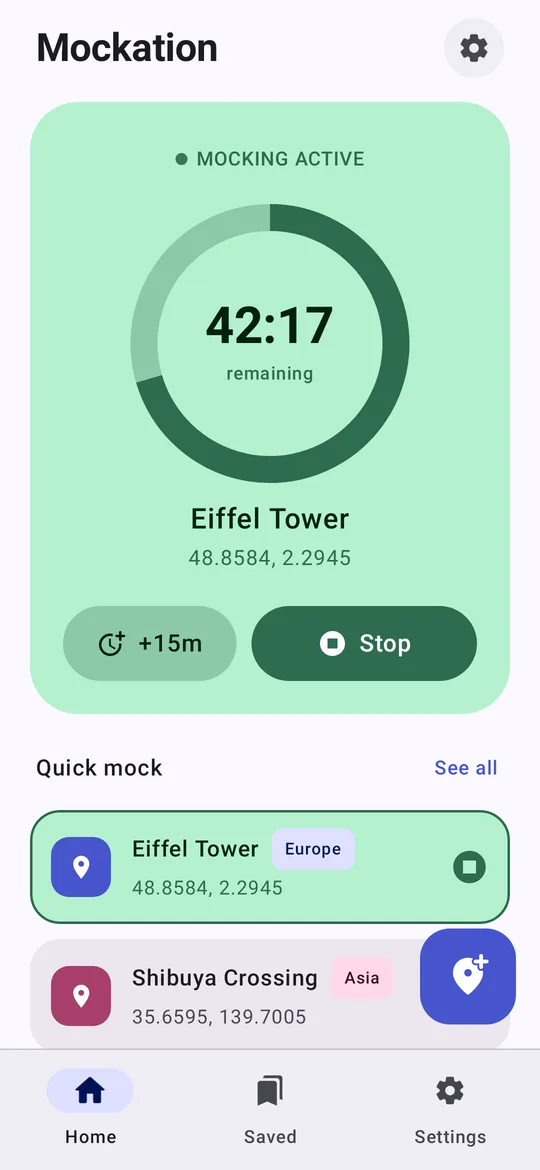 Mockation
MOCKING ACTIVE
42:17
remaining
Eiffel Tower
48.8584, 2.2945
+15m
Stop
Quick mock
See all
Eiffel Tower
Europe
48.8584, 2.2945
Shibuya Crossing
Asia
35.6595, 139.7005
Home
Saved
Settings